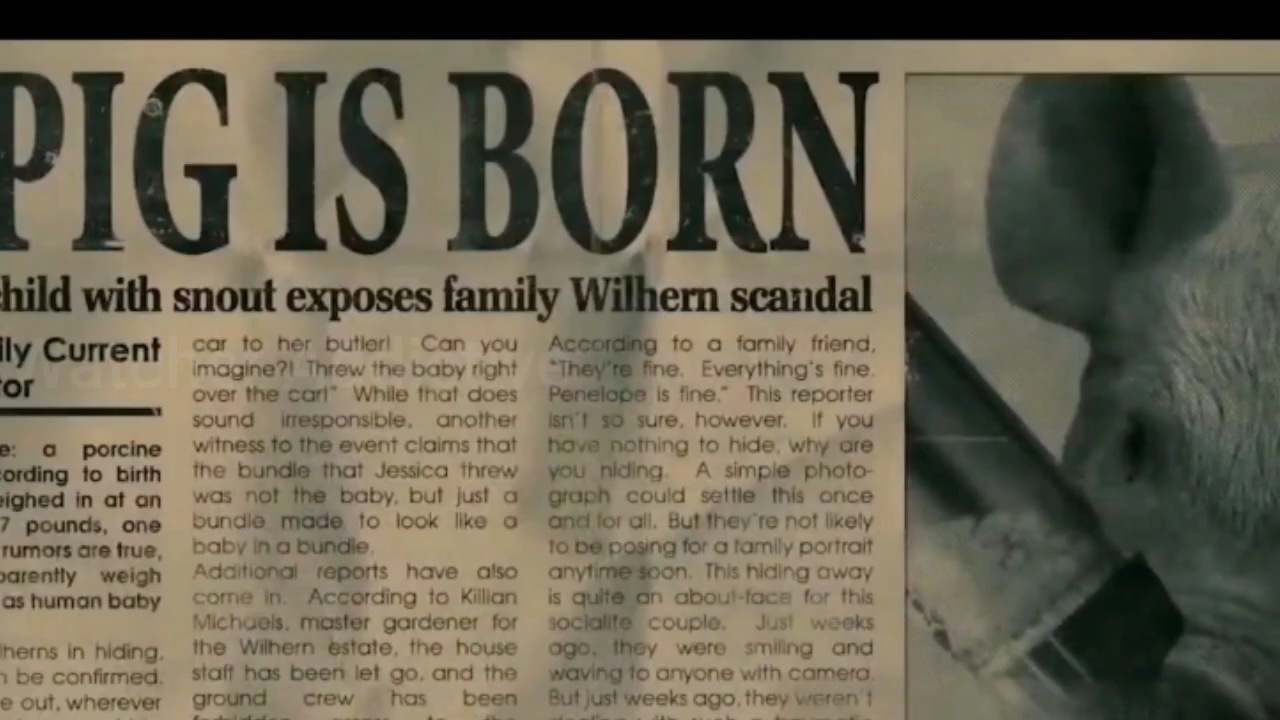 PIG IS BORN
child with snout exposes family Wilhern scandal
ily Current
tor
e: a porcine
cording to birth
eighed in at an
7 pounds, one
rumors are true,
parently weigh
as human baby
lherns in hiding.
n be confirmed.
e out, wherever
car to her butler! Can you
imagine?! Threw the baby right
over the car!" While that does
sound irresponsible, another
witness to the event claims that
the bundle that Jessica threw
was not the baby, but just a
bundle made to look like a
baby in a bundle.
Additional reports have also
come in. According to Killian
Michaels, master gardener for
the Wilhern estate, the house
staff has been let go, and the
ground crew has been
According to a family friend,
"They're fine. Everything's fine.
Penelope is fine." This reporter
isn't so sure, however. If you
have nothing to hide, why are
you hiding. A simple photo-
graph could settle this once
and for all. But they're not likely
to be posing for a family portrait
anytime soon. This hiding away
is quite an about-face for this
socialite couple. Just weeks
ago, they were smiling and
waving to anyone with camera.
But just weeks ago, they weren't